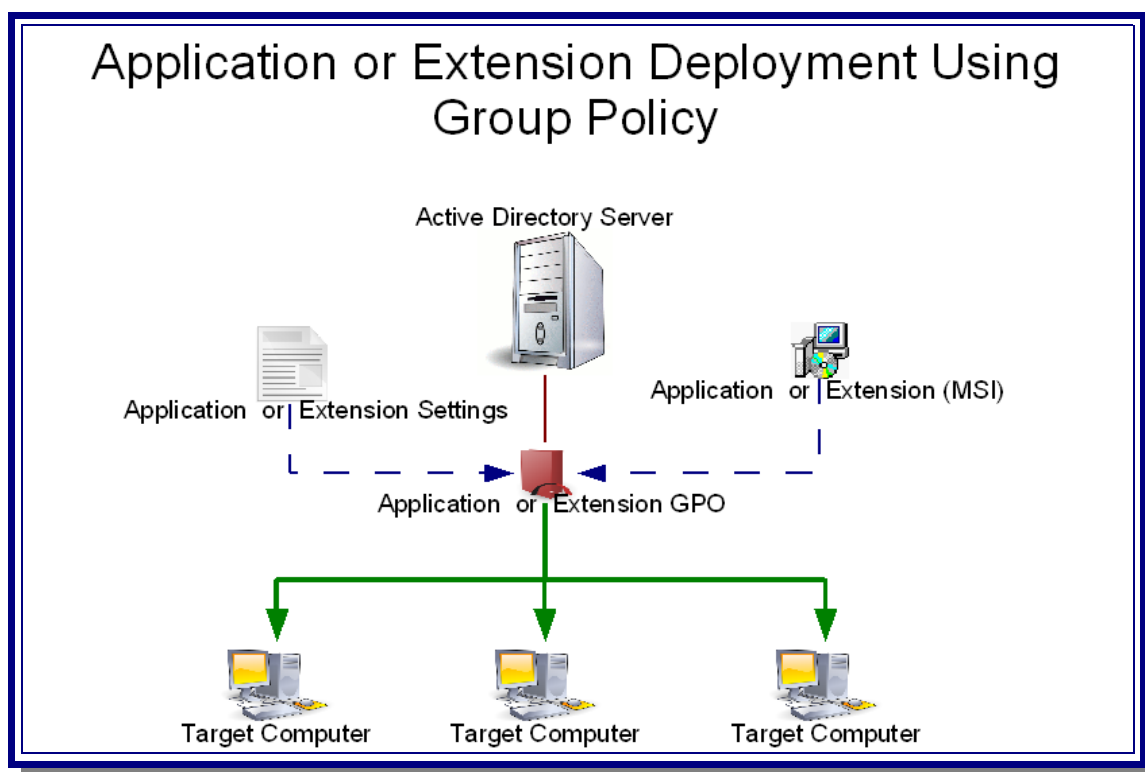 Application or Extension Deployment Using
Group Policy
Active Directory Server
Application or Extension Settings
Application or Extension (MSI)
Application or Extension GPO
Target Computer
Target Computer
Target Computer